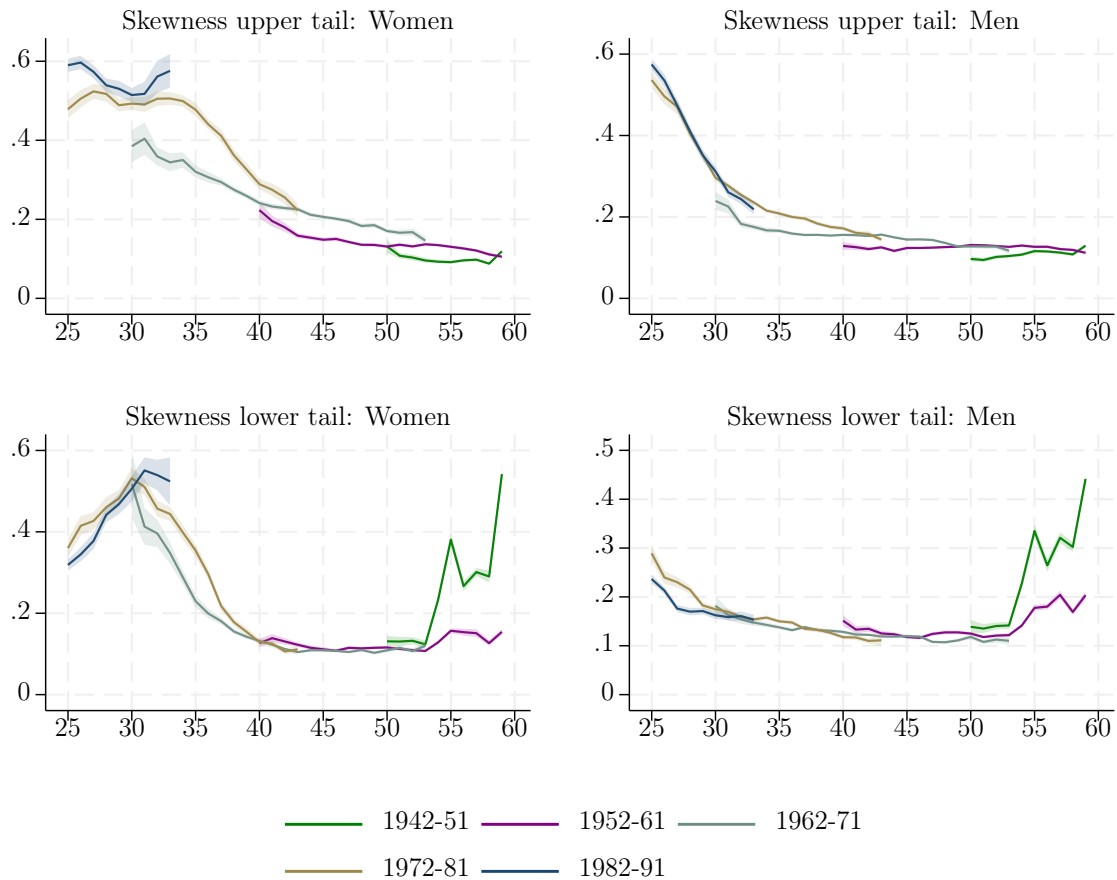 Skewness upper tail: Women
.6
.4
.2
0
25 30 35 40 45 50 55 60
Skewness upper tail: Men
.6
.4
.2
0
25 30 35 40 45 50 55 60
Skewness lower tail: Women
.6
.4
.2
0
25 30 35 40 45 50 55 60
Skewness lower tail: Men
.5
.4
.3
.2
.1
0
25 30 35 40 45 50 55 60
1942-51 1952-61 1962-71
1972-81 1982-91